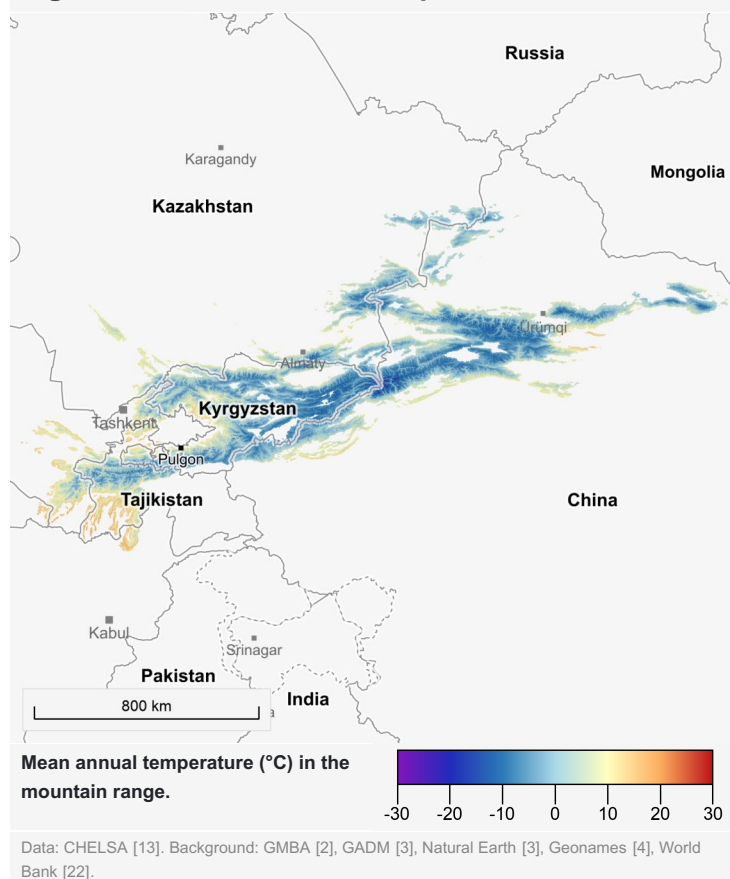 Russia
Karagandy
Mongolia
Kazakhstan
Ürümqi
Almaty
Kyrgyzstan
Tashkent
Pulgon
Tajikistan
China
Kabul
Srinagar
Pakistan
India
800 km
Mean annual temperature (°C) in the
mountain range.
-30 -20 -10 0 10 20 30
Data: CHELSA [13]. Background: GMBA [2], GADM [3], Natural Earth [3], Geonames [4], World
Bank [22].